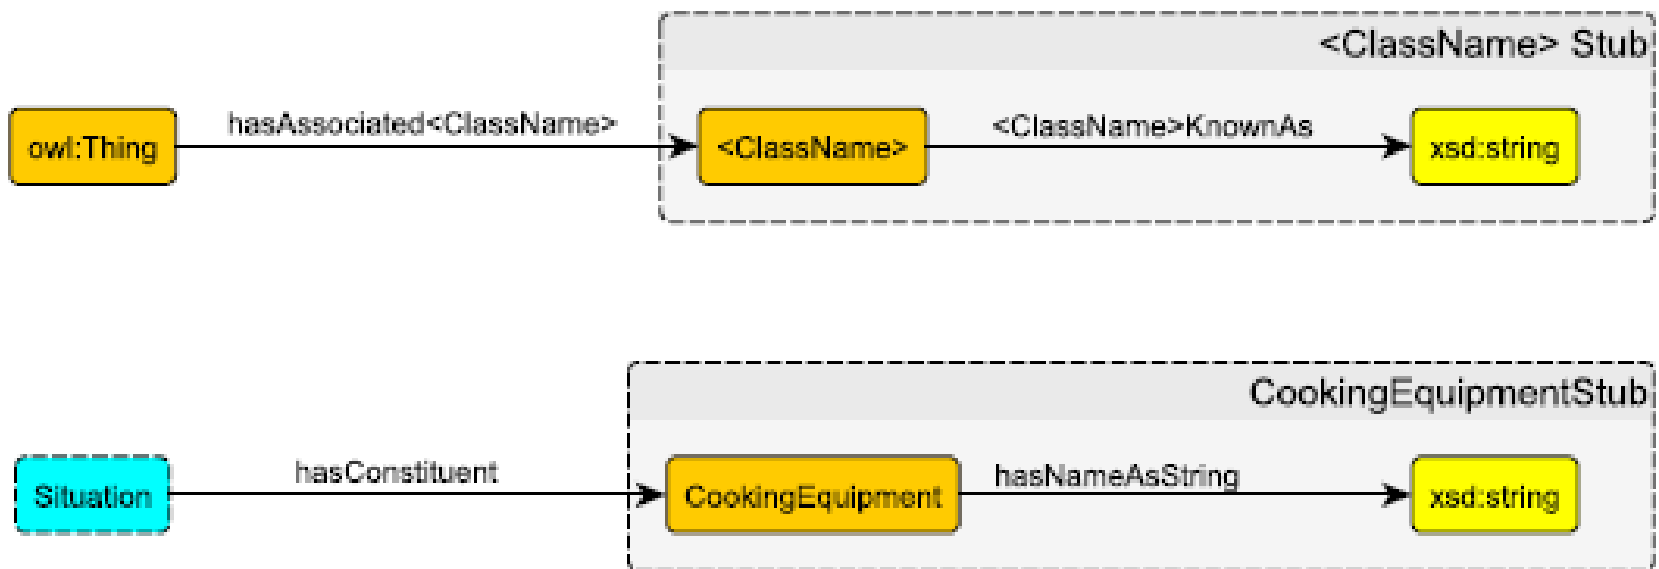 <ClassName> Stub
owl:Thing
hasAssociated<ClassName>
<ClassName>
<ClassName>KnownAs
xsd:string
CookingEquipmentStub
Situation
hasConstituent
CookingEquipment
hasNameAsString
xsd:string